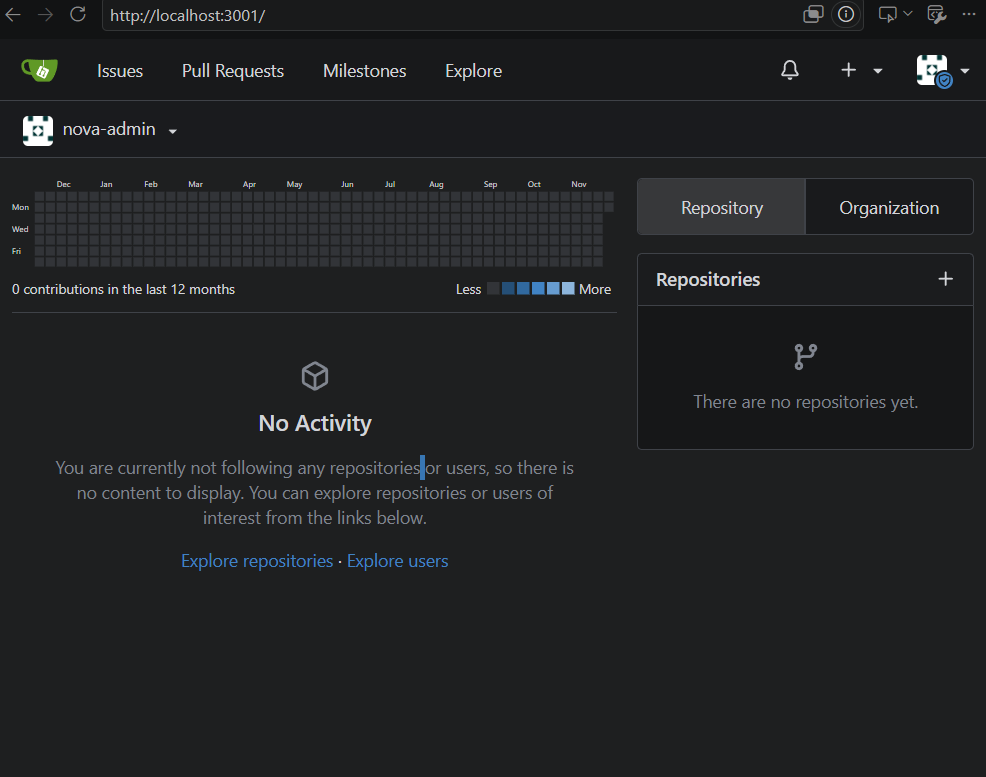 http://localhost:3001/
Issues Pull Requests Milestones Explore
nova-admin
Dec Jan Feb Mar Apr May Jun Jul Aug Sep Oct Nov
Mon
Wed
Fri
0 contributions in the last 12 months Less More
No Activity
You are currently not following any repositories or users, so there is
no content to display. You can explore repositories or users of
interest from the links below.
Explore repositories · Explore users
Repository Organization
Repositories
There are no repositories yet.